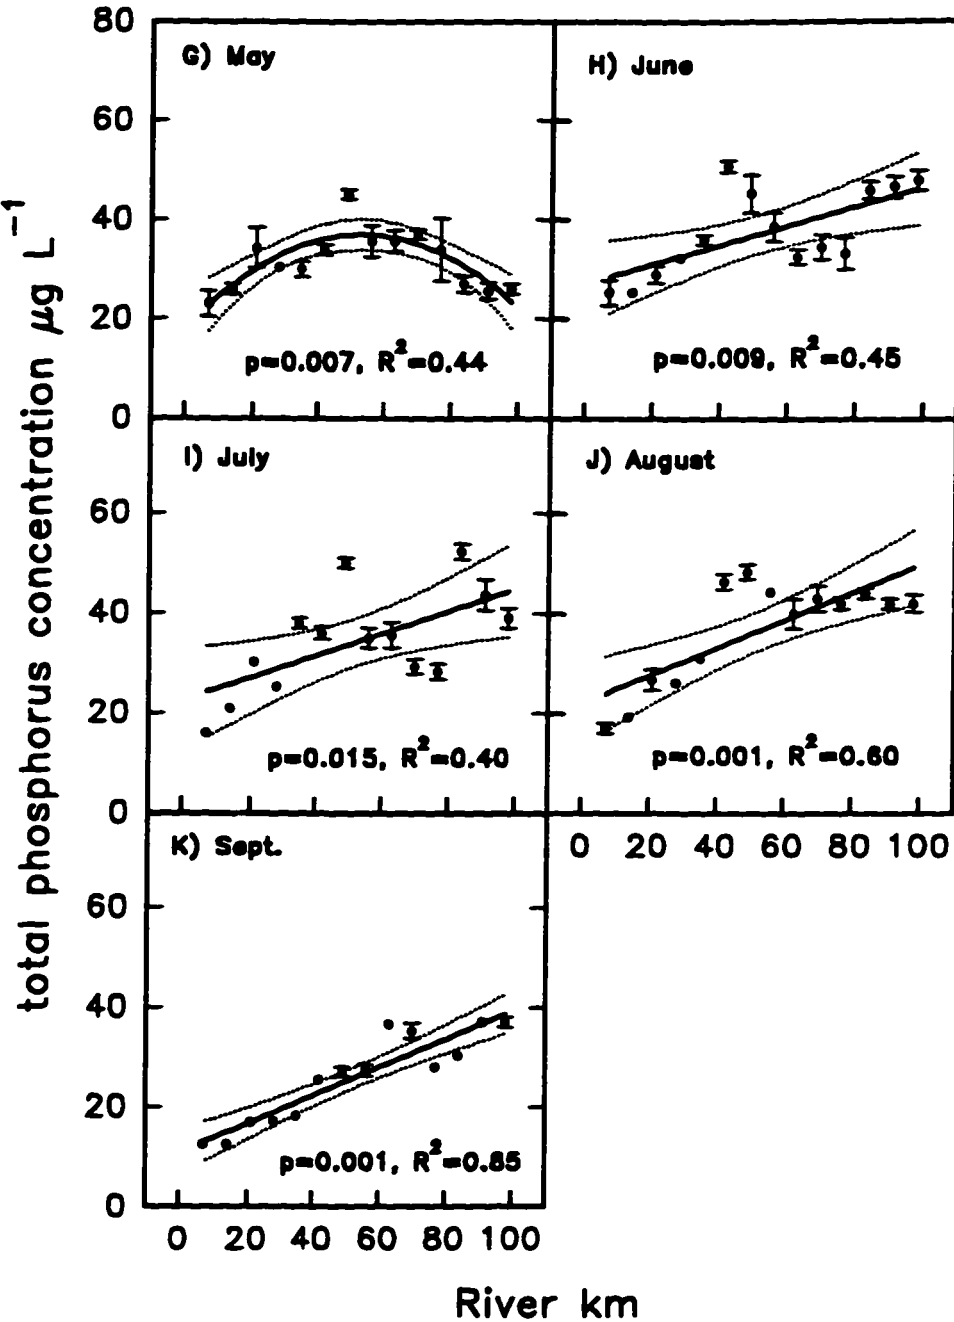 total phosphorus concentration μg L⁻¹
80
60
40
20
0
G) May
p=0.007, R²=0.44
H) June
p=0.009, R²=0.45
60
40
20
0
I) July
p=0.015, R²=0.40
J) August
p=0.001, R²=0.60
0 20 40 60 80 100
60
40
20
0
K) Sept.
p=0.001, R²=0.85
0 20 40 60 80 100
River km